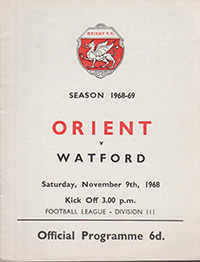 ORIENT F.C.
SEASON 1968-69
ORIENT
v
WATFORD
Saturday, November 9th, 1968
Kick Off 3.00 p.m.
FOOTBALL LEAGUE - DIVISION III
Official Programme 6d.